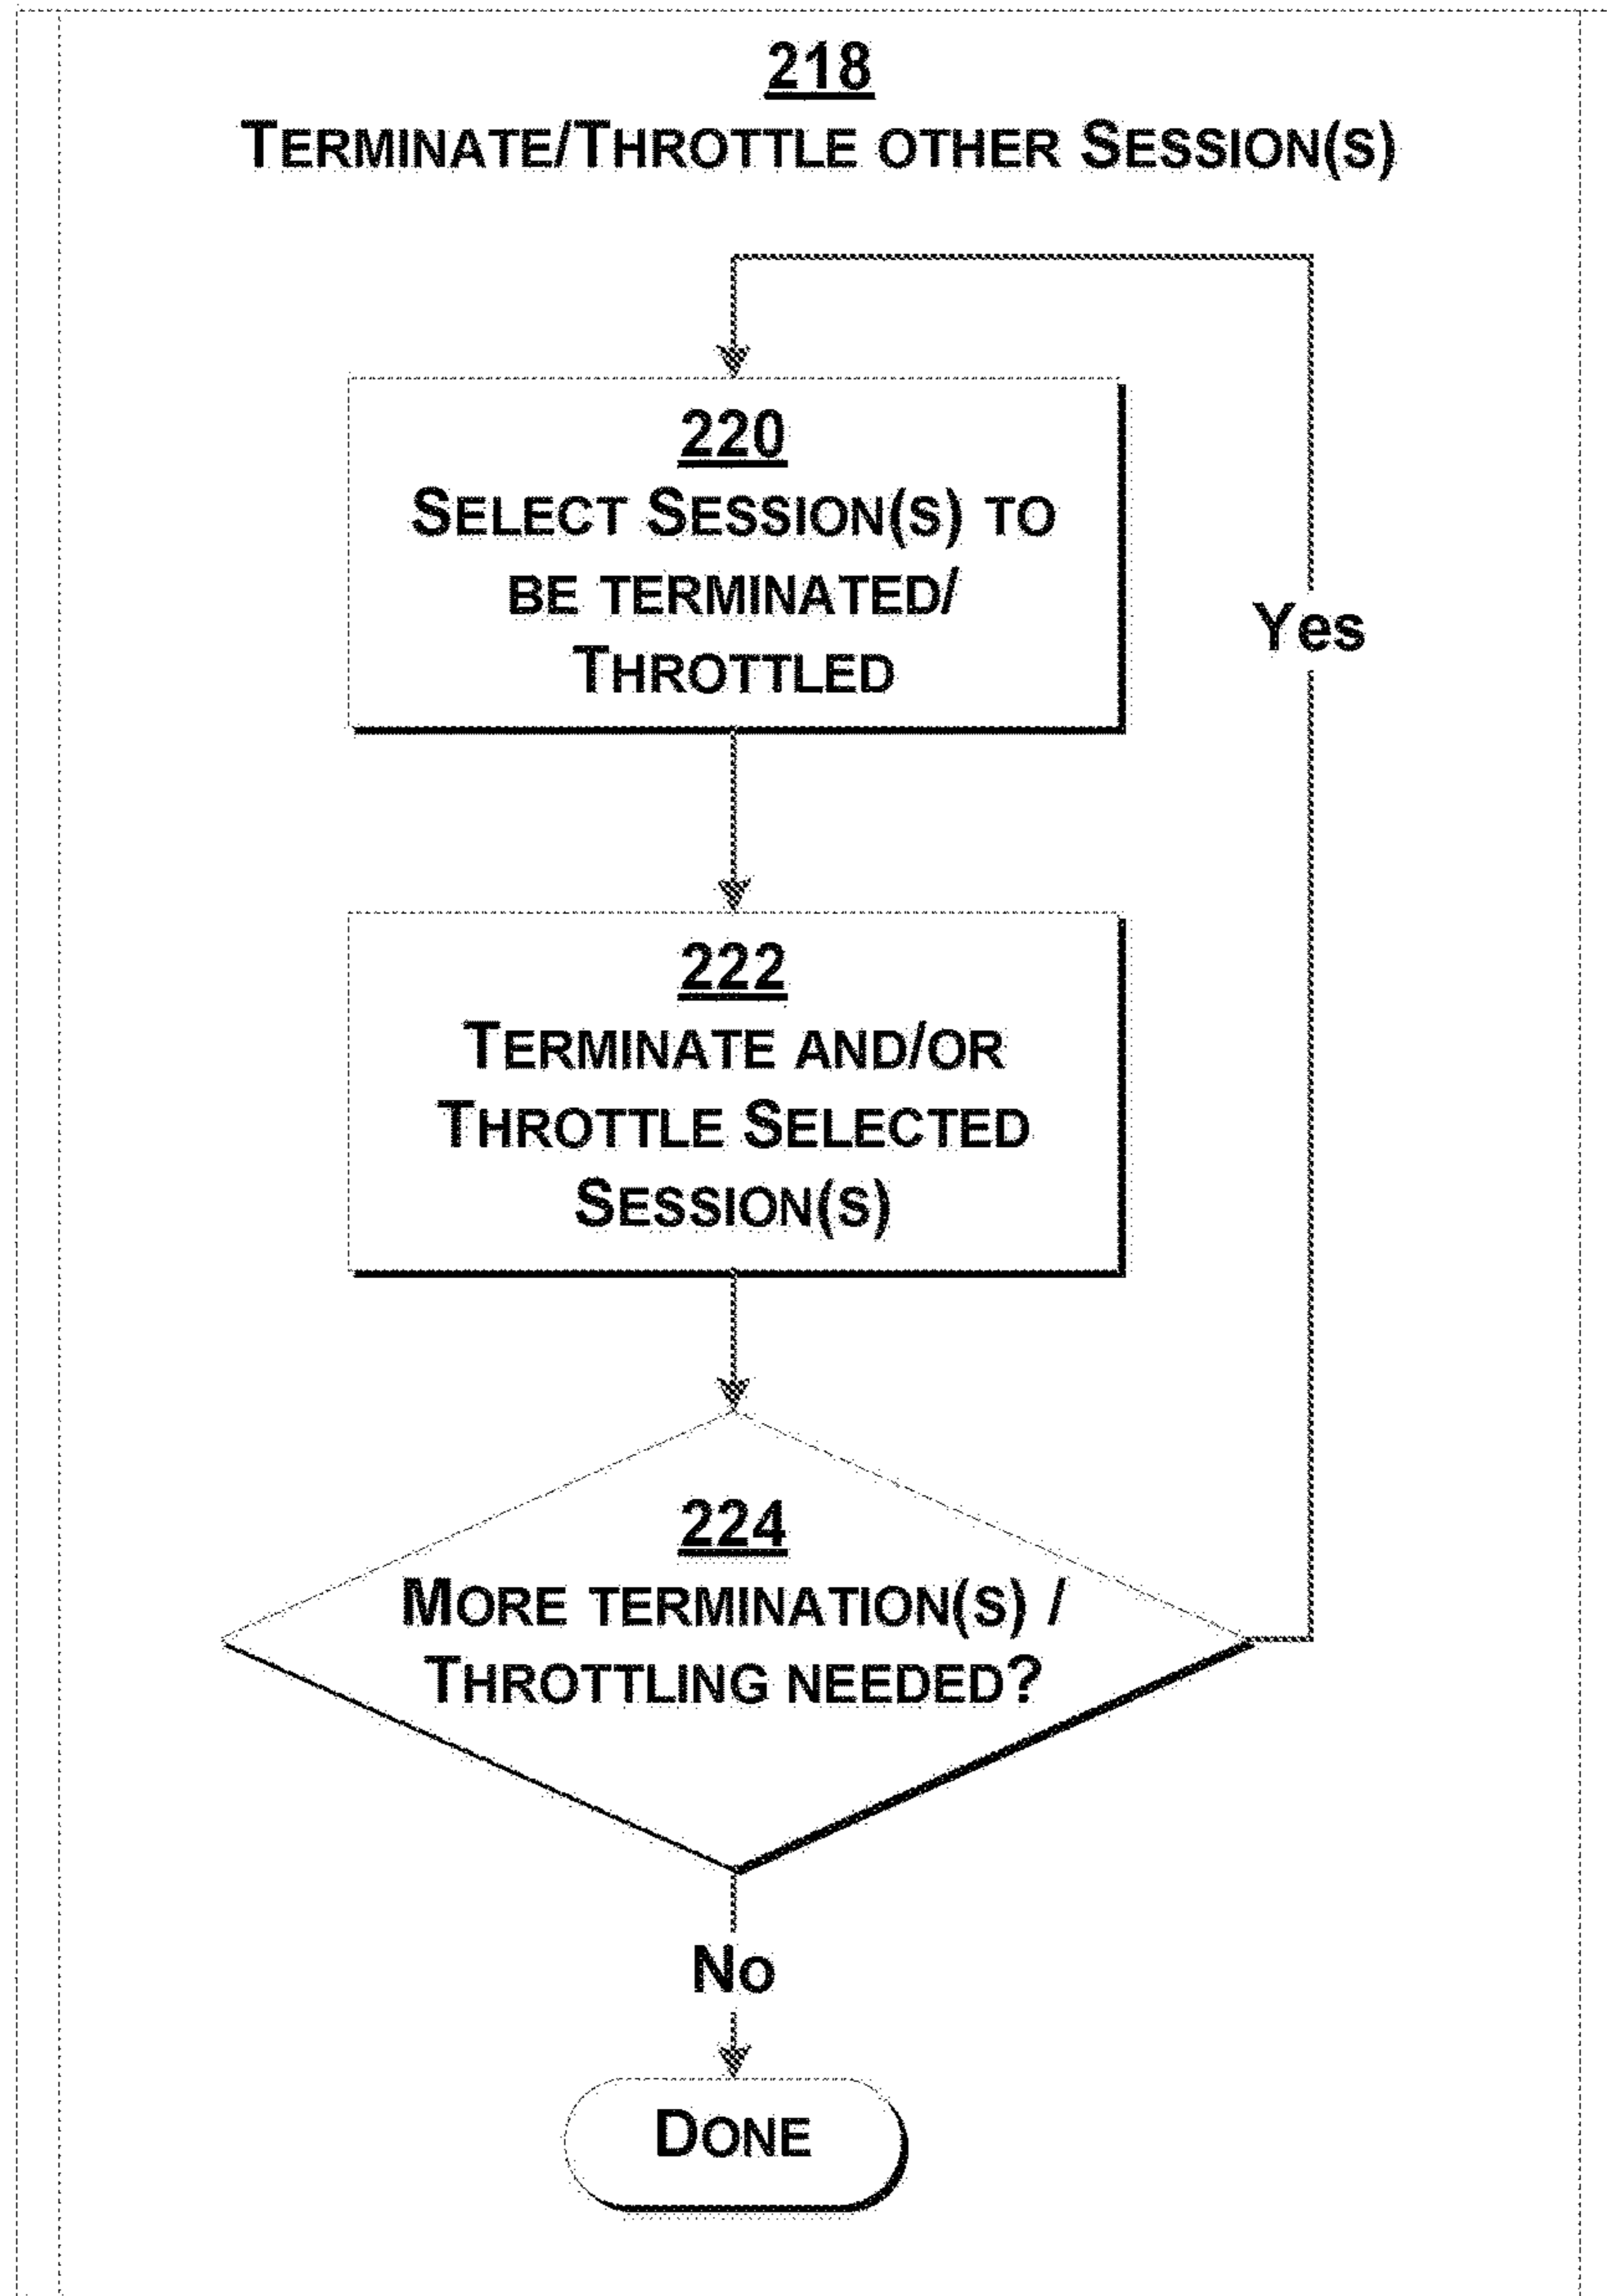 218
TERMINATE/THROTTLE OTHER SESSION(S)
220
SELECT SESSION(S) TO
BE TERMINATED/
THROTTLED
Yes
222
TERMINATE AND/OR
THROTTLE SELECTED
SESSION(S)
224
MORE TERMINATION(S) /
THROTTLING NEEDED?
No
DONE